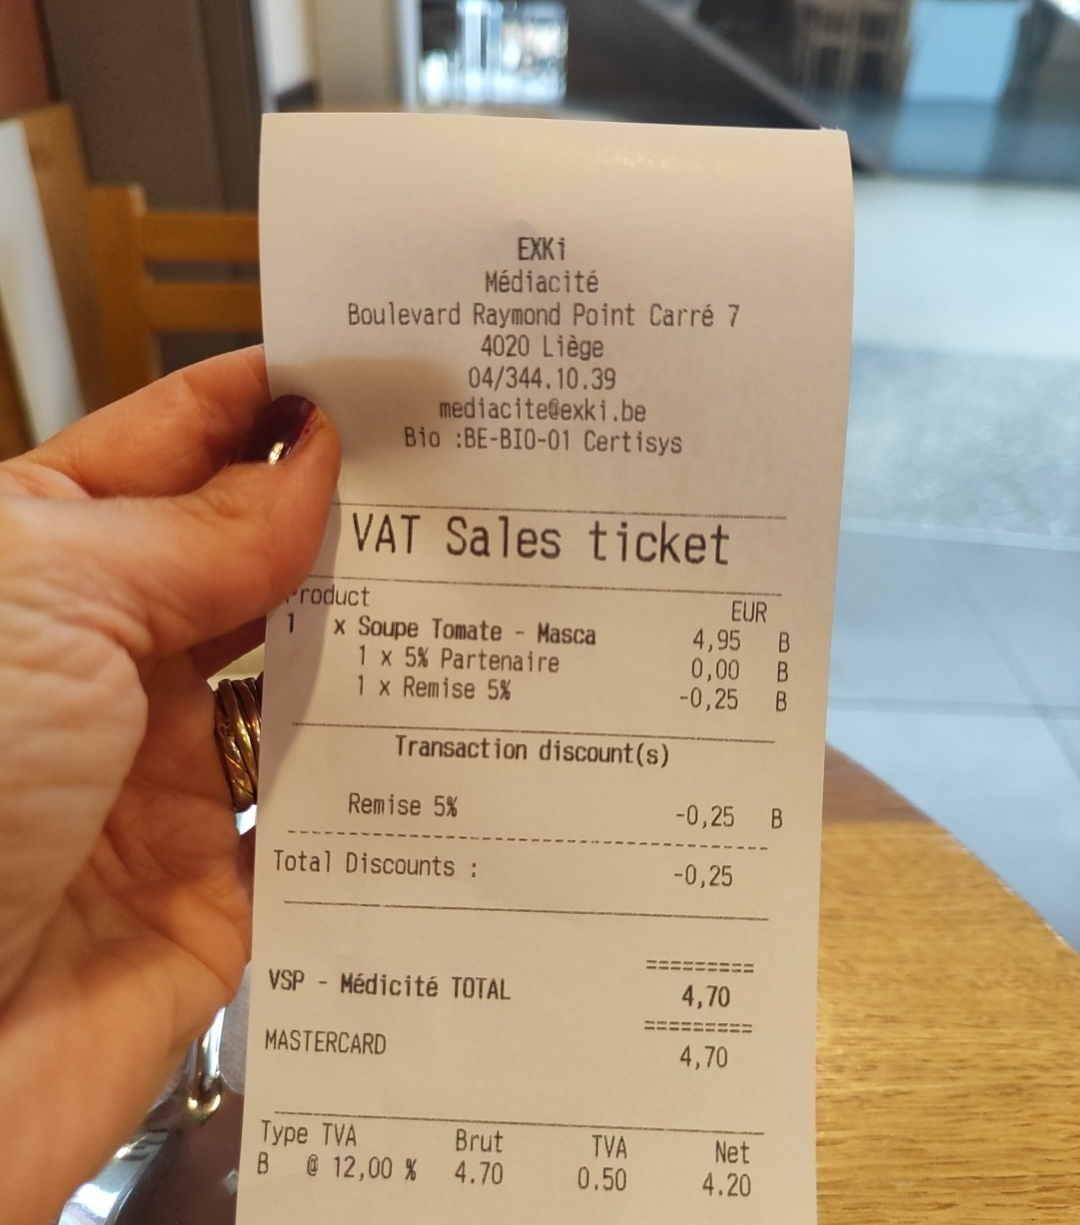 EXKi
Médiacité
Boulevard Raymond Point Carré 7
4020 Liège
04/344.10.39
mediacite@exki.be
Bio :BE-BIO-01 Certisys
VAT Sales ticket
Product EUR
1 x Soupe Tomate - Masca 4,95 B
1 x 5% Partenaire 0,00 B
1 x Remise 5% -0,25 B
Transaction discount(s)
Remise 5% -0,25 B
Total Discounts : -0,25
=========
VSP - Médicité TOTAL 4,70
=========
MASTERCARD 4,70
Type TVA Brut TVA Net
B @ 12,00 % 4.70 0.50 4.20